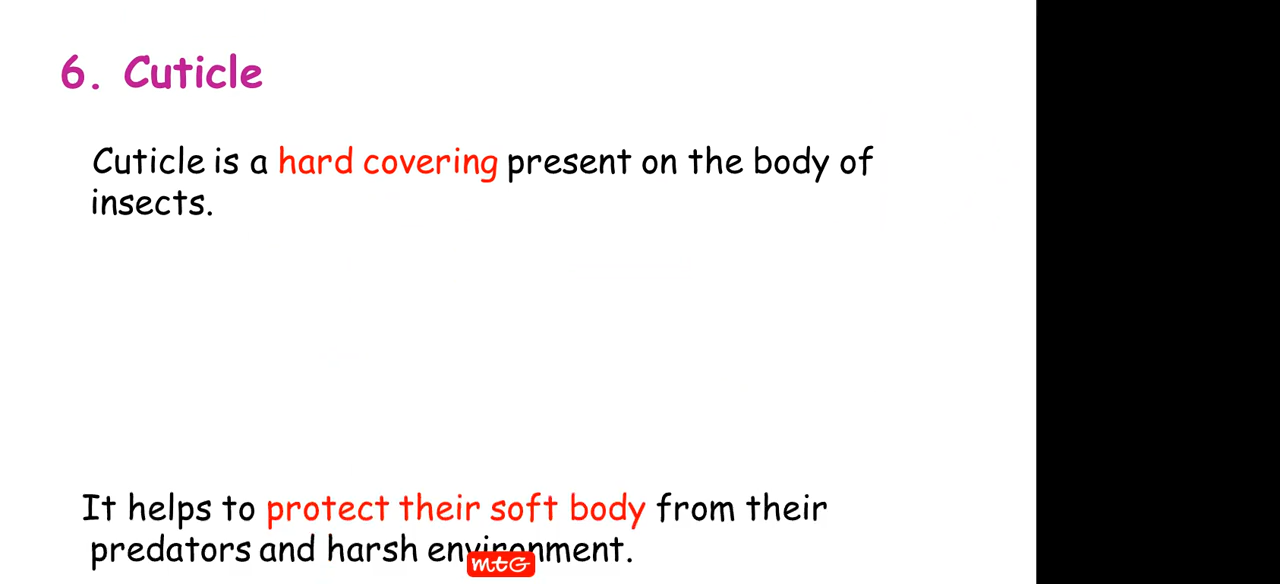 6. Cuticle
Cuticle is a hard covering present on the body of
insects.
It helps to protect their soft body from their
predators and harsh environment.
mtG